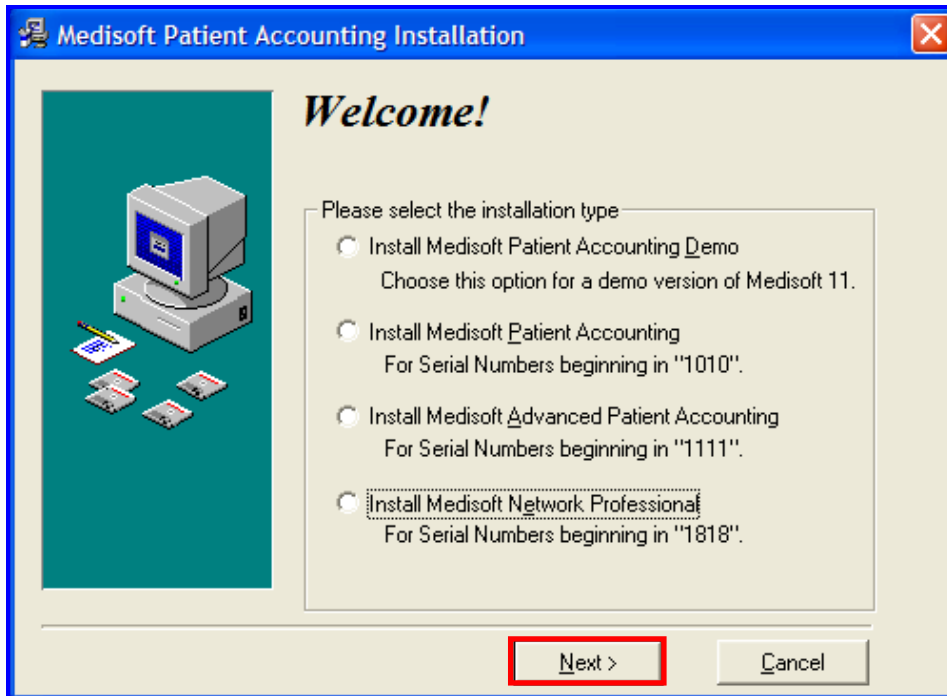 Medisoft Patient Accounting Installation
Welcome!
Please select the installation type
Install Medisoft Patient Accounting Demo
Choose this option for a demo version of Medisoft 11.
Install Medisoft Patient Accounting
For Serial Numbers beginning in "1010".
Install Medisoft Advanced Patient Accounting
For Serial Numbers beginning in "1111".
Install Medisoft Network Professional
For Serial Numbers beginning in "1818".
Next >
Cancel